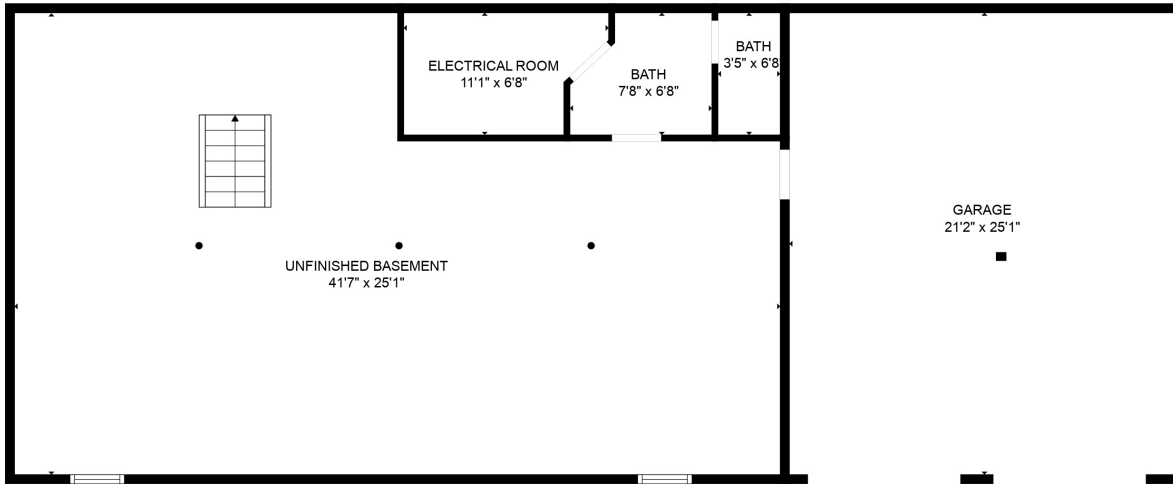 ELECTRICAL ROOM
11'1" x 6'8"
BATH
7'8" x 6'8"
BATH
3'5" x 6'8
GARAGE
21'2" x 25'1"
UNFINISHED BASEMENT
41'7" x 25'1"